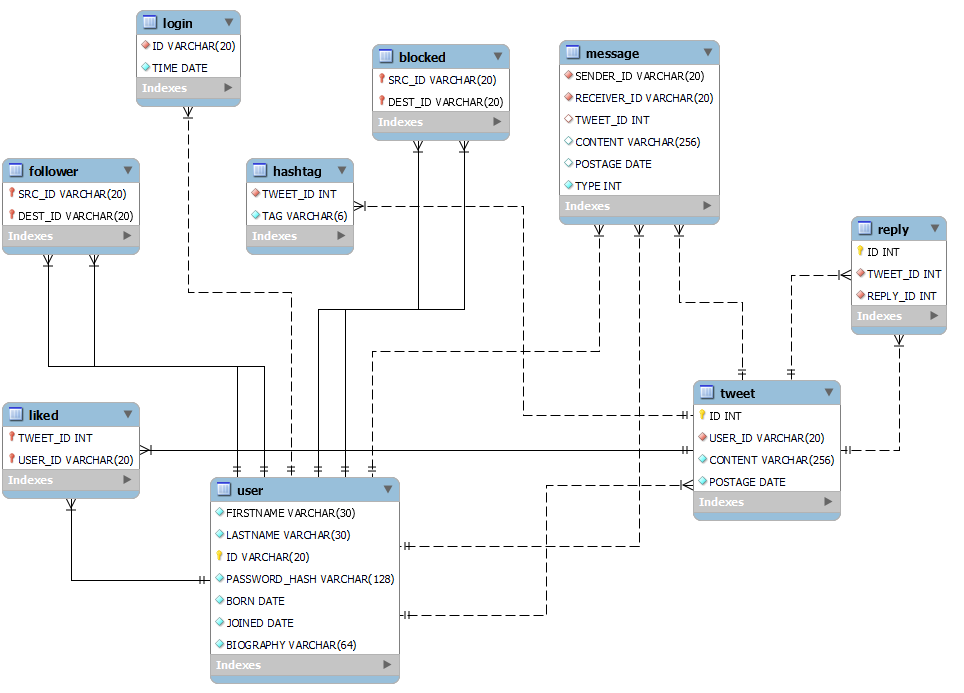 login
ID VARCHAR(20)
TIME DATE
Indexes
blocked
SRC_ID VARCHAR(20)
DEST_ID VARCHAR(20)
Indexes
message
SENDER_ID VARCHAR(20)
RECEIVER_ID VARCHAR(20)
TWEET_ID INT
CONTENT VARCHAR(256)
POSTAGE DATE
TYPE INT
Indexes
follower
SRC_ID VARCHAR(20)
DEST_ID VARCHAR(20)
Indexes
hashtag
TWEET_ID INT
TAG VARCHAR(6)
Indexes
reply
ID INT
TWEET_ID INT
REPLY_ID INT
Indexes
liked
TWEET_ID INT
USER_ID VARCHAR(20)
Indexes
tweet
ID INT
USER_ID VARCHAR(20)
CONTENT VARCHAR(256)
POSTAGE DATE
Indexes
user
FIRSTNAME VARCHAR(30)
LASTNAME VARCHAR(30)
ID VARCHAR(20)
PASSWORD_HASH VARCHAR(128)
BORN DATE
JOINED DATE
BIOGRAPHY VARCHAR(64)
Indexes